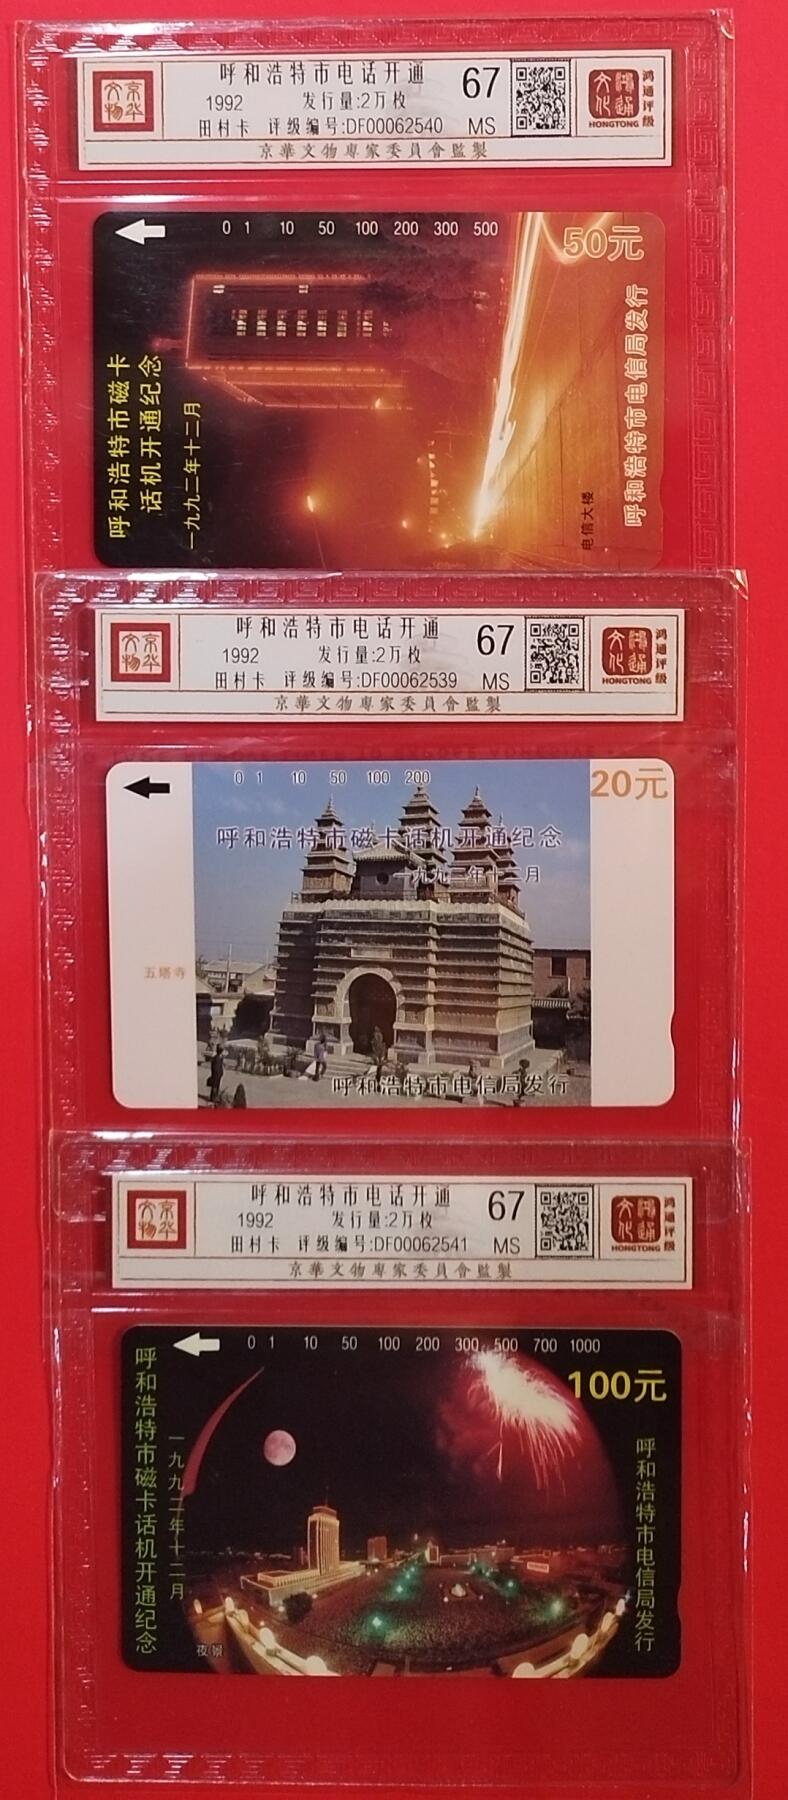 京华文物
呼和浩特市电话开通
1992 发行量:2万枚
田村卡 评级编号:DF00062540
67
MS
鸿通文化
HONGTONG
鸿通评级
京華文物專家委員會監製
0 1 10 50 100 200 300 500
50元
呼和浩特市磁卡
话机开通纪念
一九九二年十二月
电信大楼
呼和浩特市电信局发行
京华文物
呼和浩特市电话开通
1992 发行量:2万枚
田村卡 评级编号:DF00062539
67
MS
鸿通文化
HONGTONG
鸿通评级
京華文物專家委員會監製
0 1 10 50 100 200
20元
呼和浩特市磁卡话机开通纪念
一九九二年十二月
五塔寺
呼和浩特市电信局发行
京华文物
呼和浩特市电话开通
1992 发行量:2万枚
田村卡 评级编号:DF00062541
67
MS
鸿通文化
HONGTONG
鸿通评级
京華文物專家委員會監製
0 1 10 50 100 200 300 500 700 1000
100元
呼和浩特市磁卡话机开通纪念
一九九二年十二月
夜景
呼和浩特市电信局发行